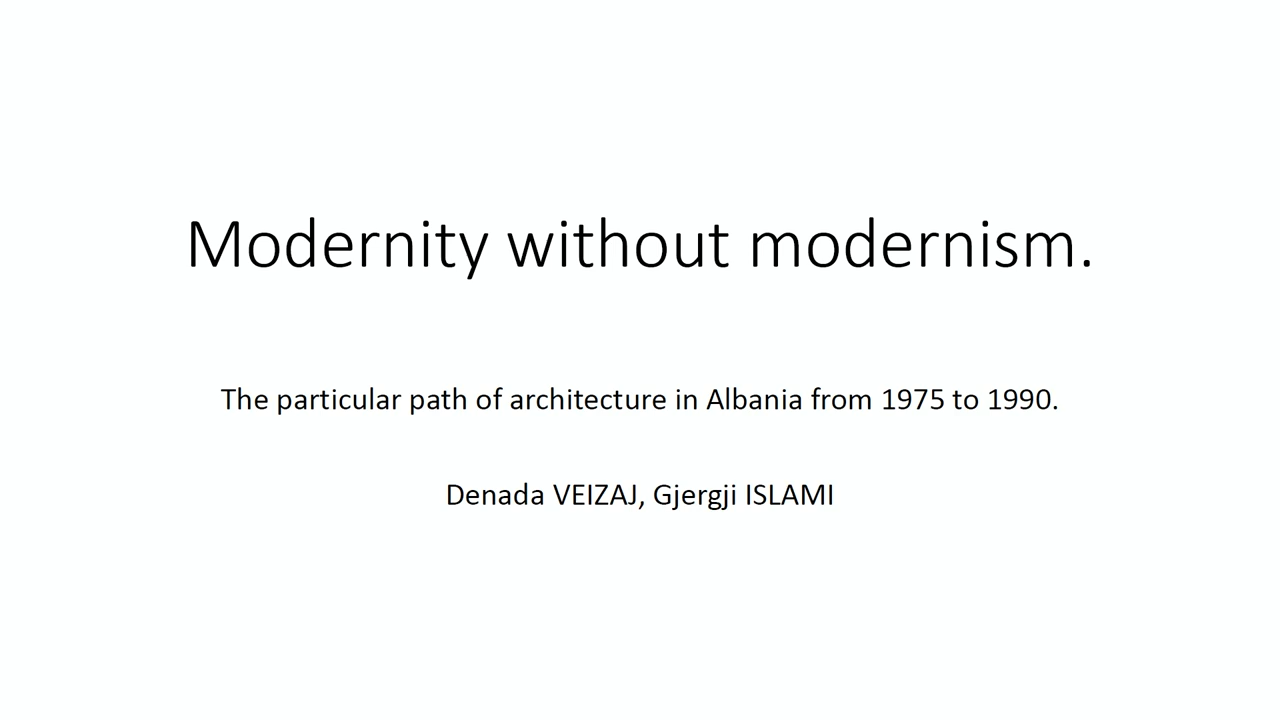 Modernity without modernism.
The particular path of architecture in Albania from 1975 to 1990.
Denada VEIZAJ, Gjergji ISLAMI